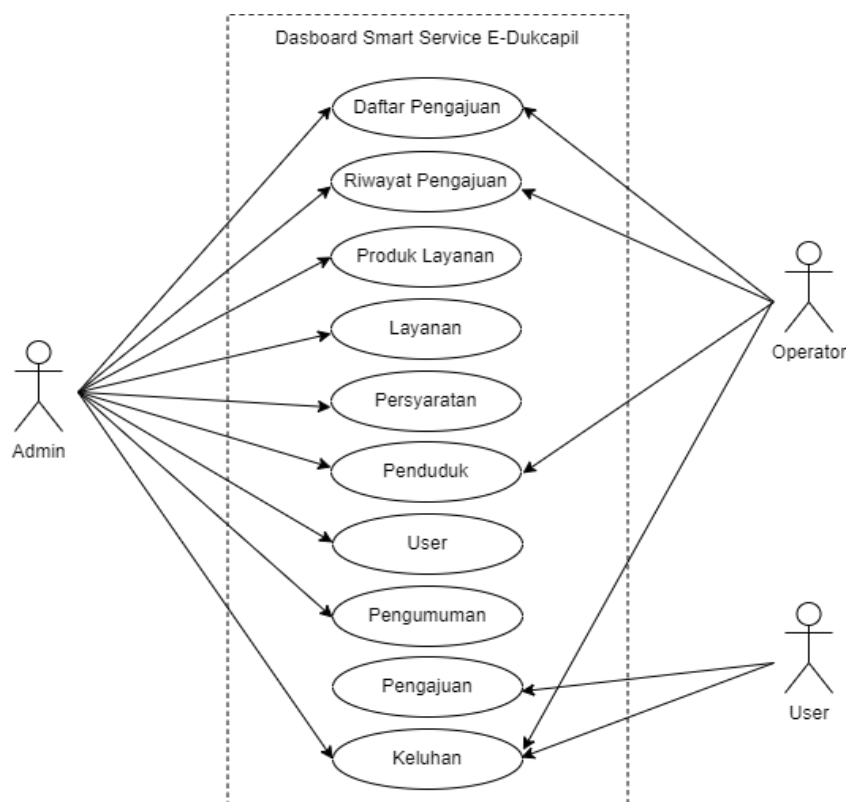 Dasboard Smart Service E-Dukcapil
Daftar Pengajuan
Riwayat Pengajuan
Produk Layanan
Layanan
Persyaratan
Penduduk
User
Pengumuman
Pengajuan
Keluhan
Admin
Operator
User